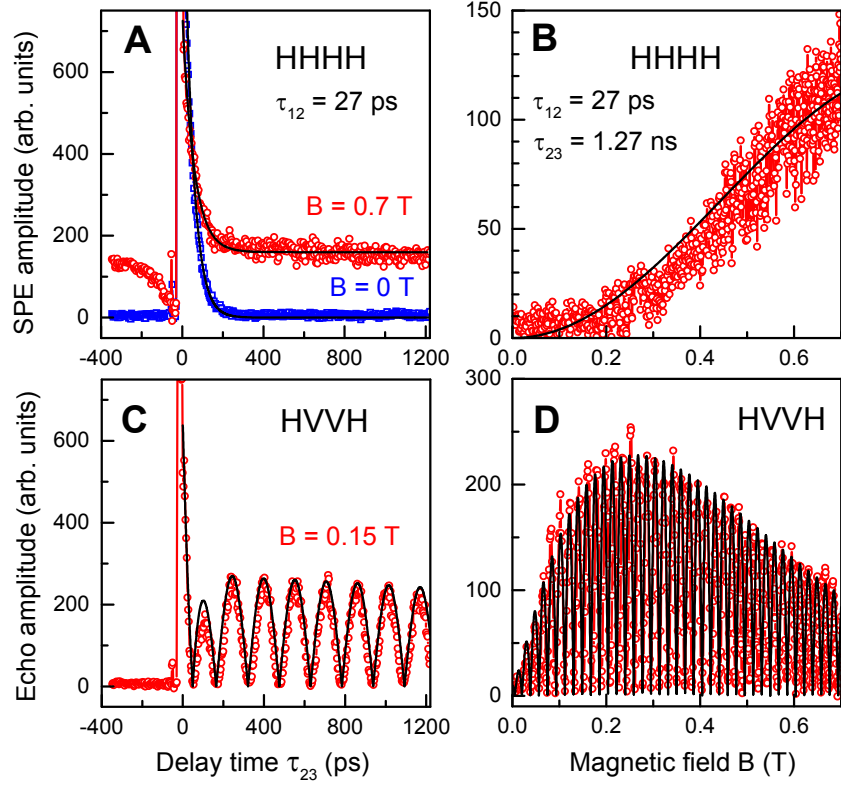 A
HHHH
τ12 = 27 ps
B = 0.7 T
B = 0 T
SPE amplitude (arb. units)
600
400
200
0
-400 0 400 800 1200
B
HHHH
τ12 = 27 ps
τ23 = 1.27 ns
150
100
50
0
0.0 0.2 0.4 0.6
C
HVVH
B = 0.15 T
Echo amplitude (arb. units)
600
400
200
0
-400 0 400 800 1200
Delay time τ23 (ps)
D
HVVH
300
200
100
0
0.0 0.2 0.4 0.6
Magnetic field B (T)